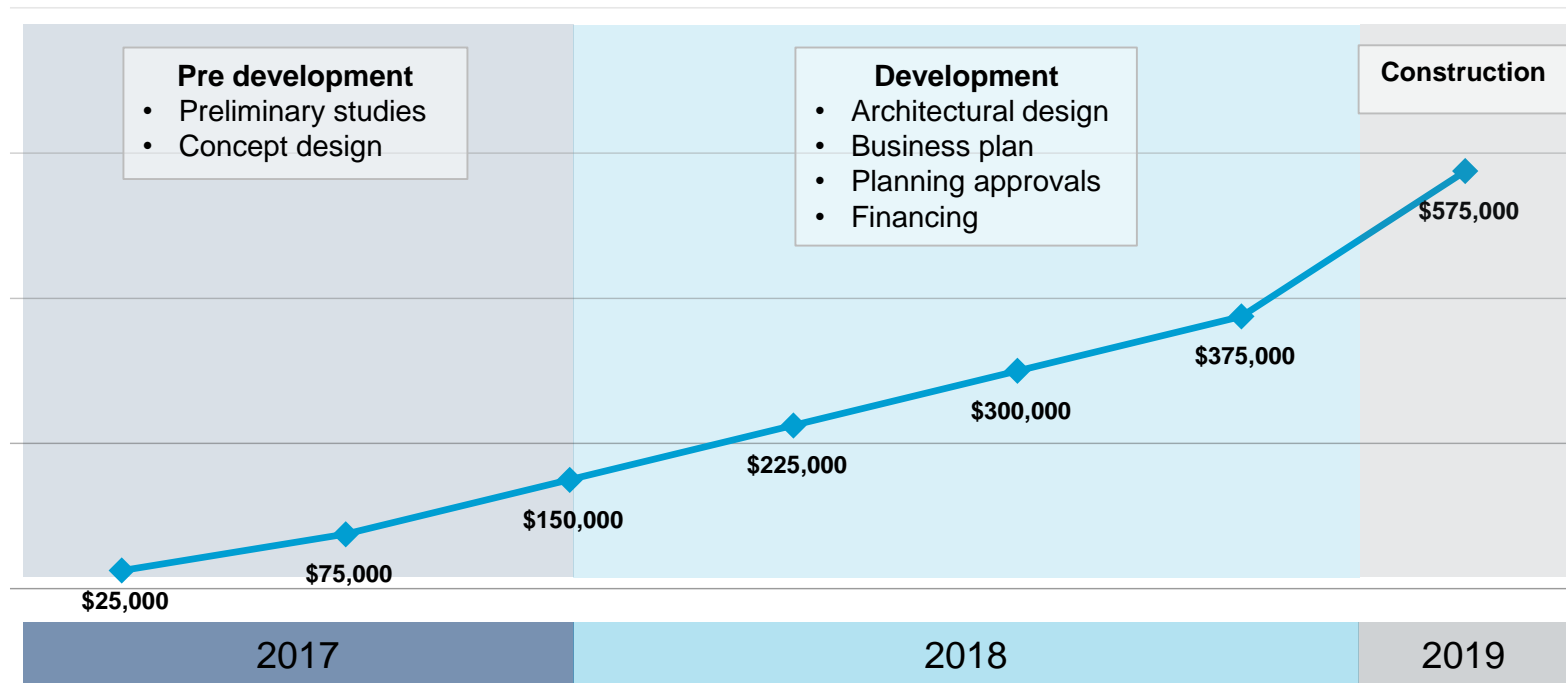 Pre development
• Preliminary studies
• Concept design
Development
• Architectural design
• Business plan
• Planning approvals
• Financing
Construction
$25,000
$75,000
$150,000
$225,000
$300,000
$375,000
$575,000
2017
2018
2019